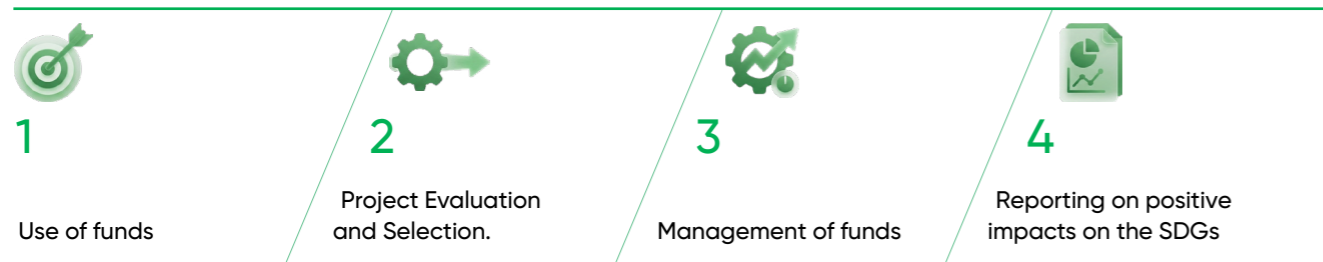 1
Use of funds
2
Project Evaluation
and Selection.
3
Management of funds
4
Reporting on positive
impacts on the SDGs